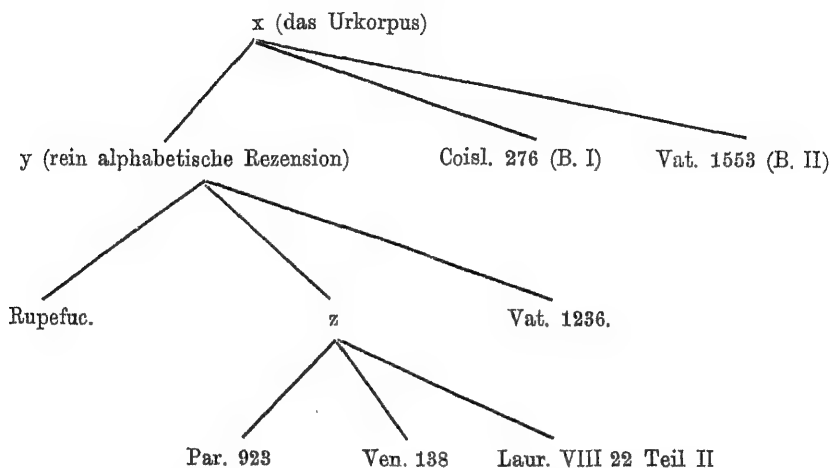 x (das Urkorpus)
y (rein alphabetische Rezension) Coisl. 276 (B. I) Vat. 1553 (B. II)
Rupefuc. z Vat. 1236.
Par. 923 Ven. 138 Laur. VIII 22 Teil II